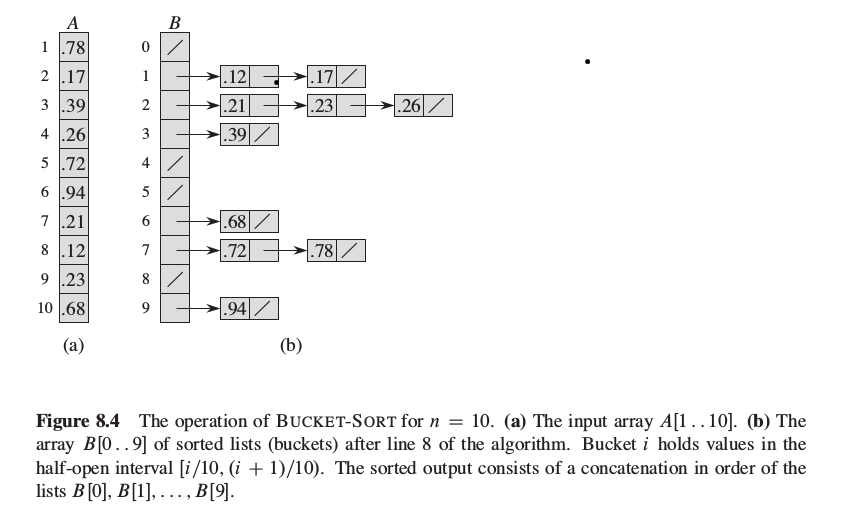 A B
1 .78 0 /
2 .17 1 .12 .17 /
3 .39 2 .21 .23 .26 /
4 .26 3 .39 /
5 .72 4 /
6 .94 5 /
7 .21 6 .68 /
8 .12 7 .72 .78 /
9 .23 8 /
10 .68 9 .94 /
(a) (b)
Figure 8.4 The operation of BUCKET-SORT for n = 10. (a) The input array A[1 . . 10]. (b) The
array B[0 . . 9] of sorted lists (buckets) after line 8 of the algorithm. Bucket i holds values in the
half-open interval [i/10, (i + 1)/10). The sorted output consists of a concatenation in order of the
lists B[0], B[1], . . . , B[9].